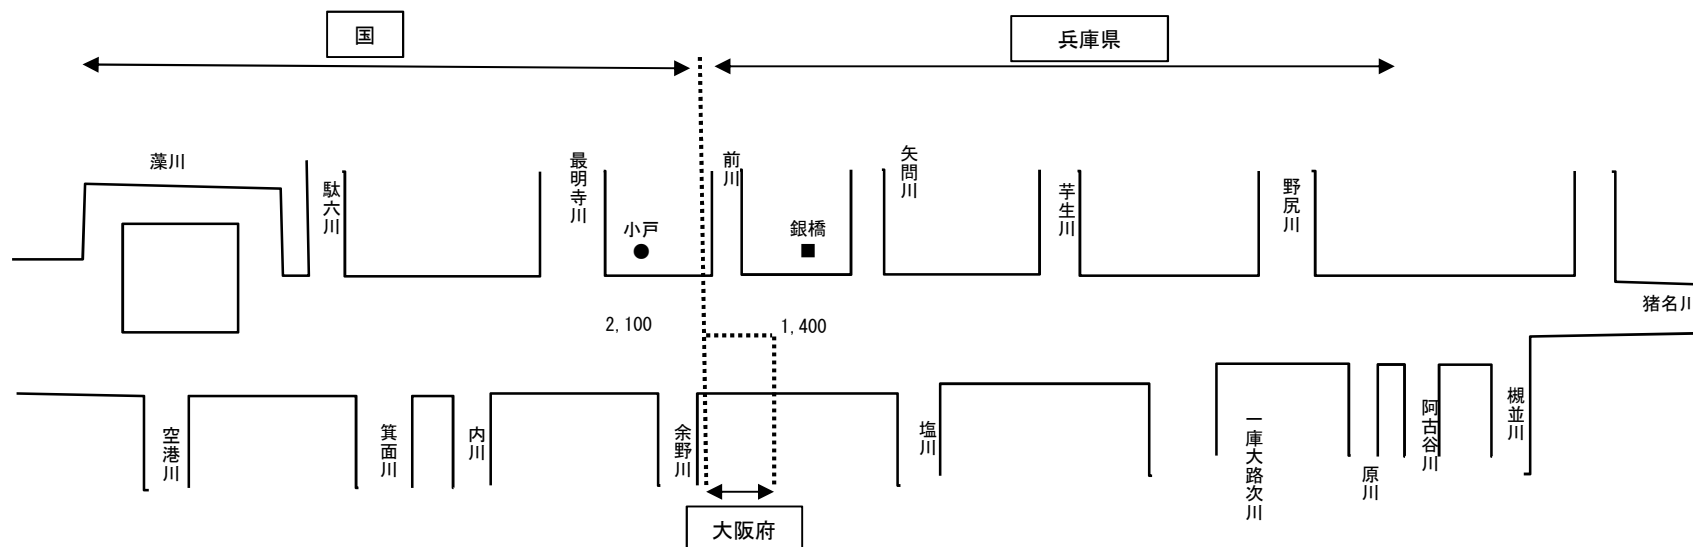 国
兵庫県
藻川
駄六川
最明寺川
前川
矢問川
芋生川
野尻川
小戸
銀橋
猪名川
2,100
1,400
空港川
箕面川
内川
余野川
塩川
一庫大路次川
原川
阿古谷川
槻並川
大阪府